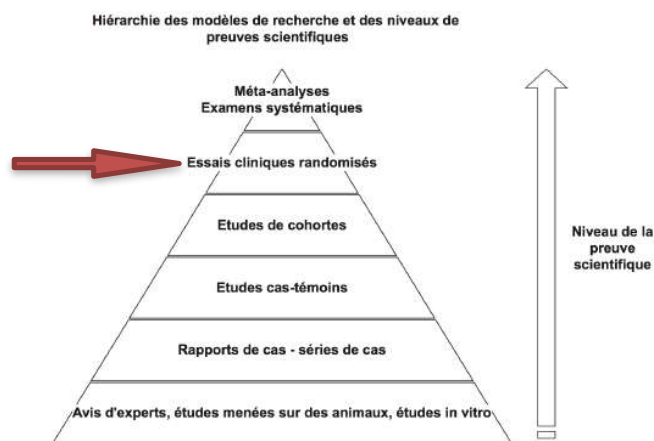 Hiérarchie des modèles de recherche et des niveaux de
preuves scientifiques
Méta-analyses
Examens systématiques
Essais cliniques randomisés
Etudes de cohortes
Etudes cas-témoins
Rapports de cas - séries de cas
Avis d'experts, études menées sur des animaux, études in vitro
Niveau de la
preuve
scientifique